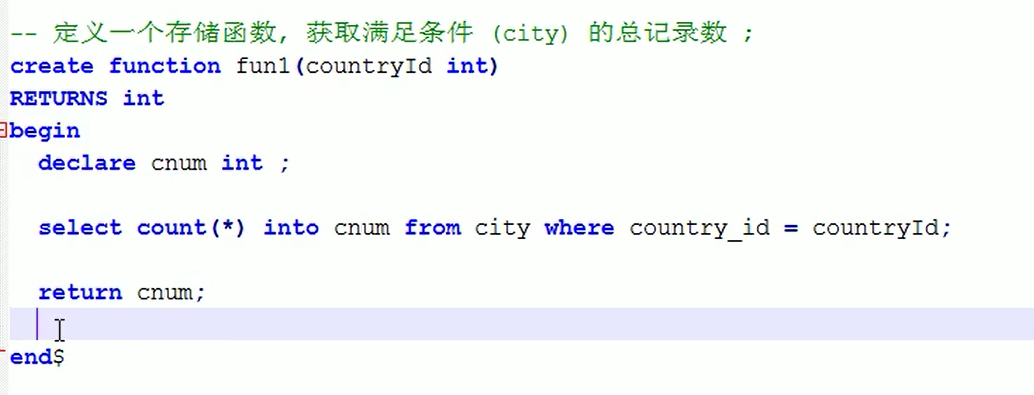 -- 定义一个存储函数, 获取满足条件 (city) 的总记录数 ;
create function fun1(countryId int)
RETURNS int
begin
declare cnum int ;
select count(*) into cnum from city where country_id = countryId;
return cnum;
end$